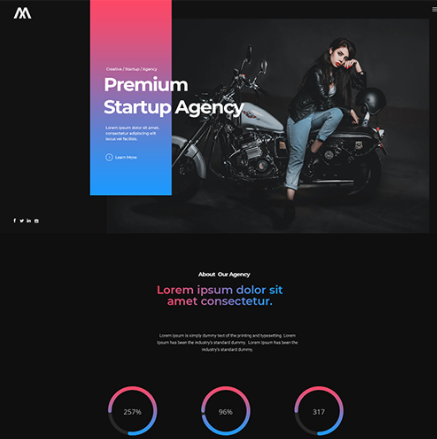 Creative / Startup / Agency
Premium
Startup Agency
Lorem ipsum dolor sit amet,
consectetur adipiscing elit
lacus vel facilisis.
Learn More
About Our Agency
Lorem ipsum dolor sit
amet consectetur.
Lorem Ipsum is simply dummy text of the printing and typesetting. Lorem
Ipsum has been the industry's standard dummy. Lorem Ipsum has been the
industry's standard dummy.
257%
96%
317